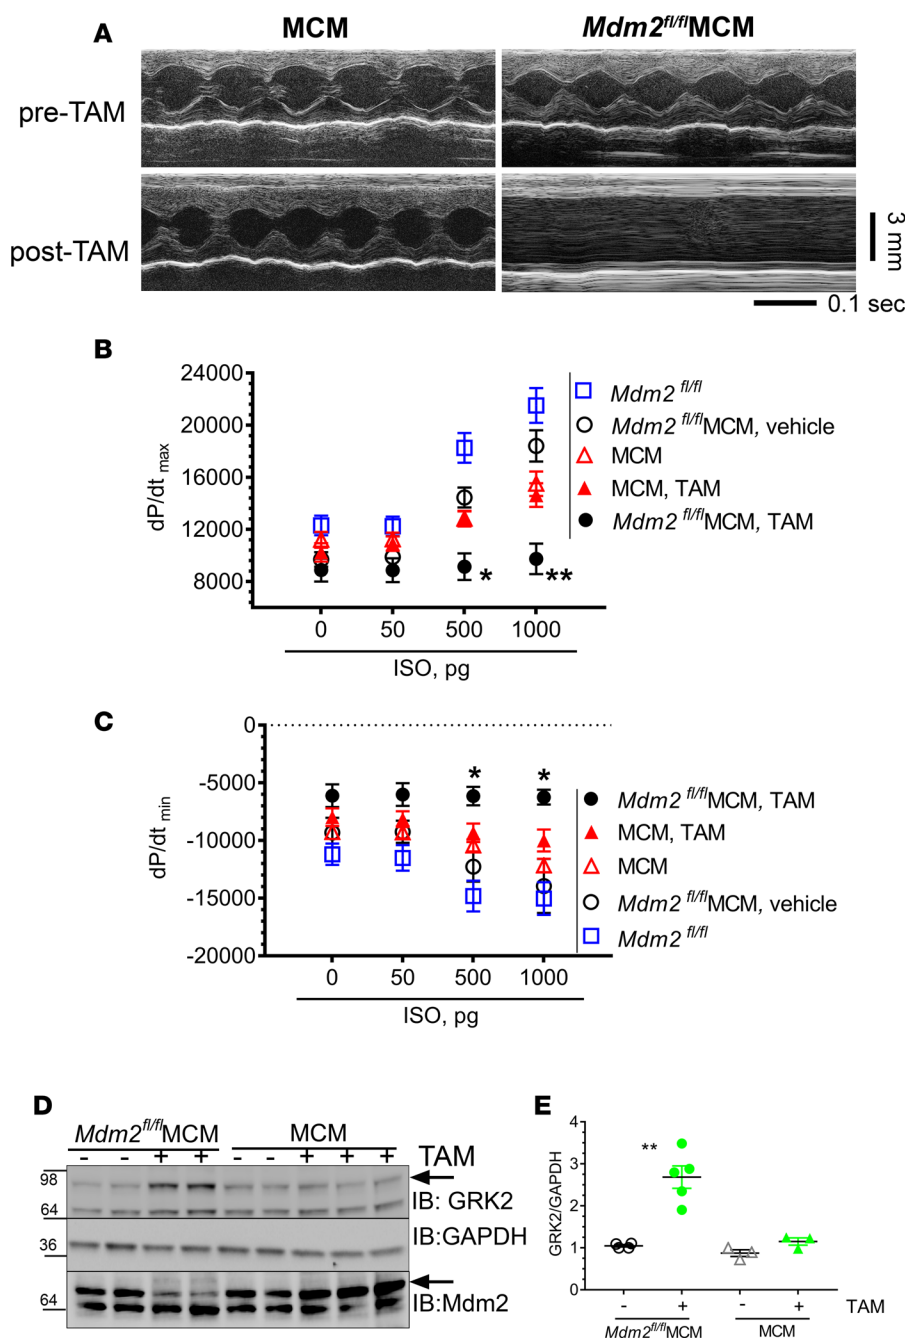 A
MCM
Mdm2fl/flMCM
pre-TAM
post-TAM
3 mm
0.1 sec
B
dP/dt max
24000
20000
16000
12000
8000
0 50 500 1000
ISO, pg
* **
Mdm2 fl/fl
Mdm2 fl/flMCM, vehicle
MCM
MCM, TAM
Mdm2 fl/flMCM, TAM
C
dP/dt min
0
-5000
-10000
-15000
-20000
* *
0 50 500 1000
ISO, pg
Mdm2 fl/flMCM, TAM
MCM, TAM
MCM
Mdm2 fl/flMCM, vehicle
Mdm2 fl/fl
D
Mdm2fl/flMCM MCM
- - + + - - + + + TAM
98
64
IB: GRK2
36
IB:GAPDH
64
IB:Mdm2
E
GRK2/GAPDH
4
3
2
1
0
**
- + - + TAM
Mdm2fl/flMCM MCM